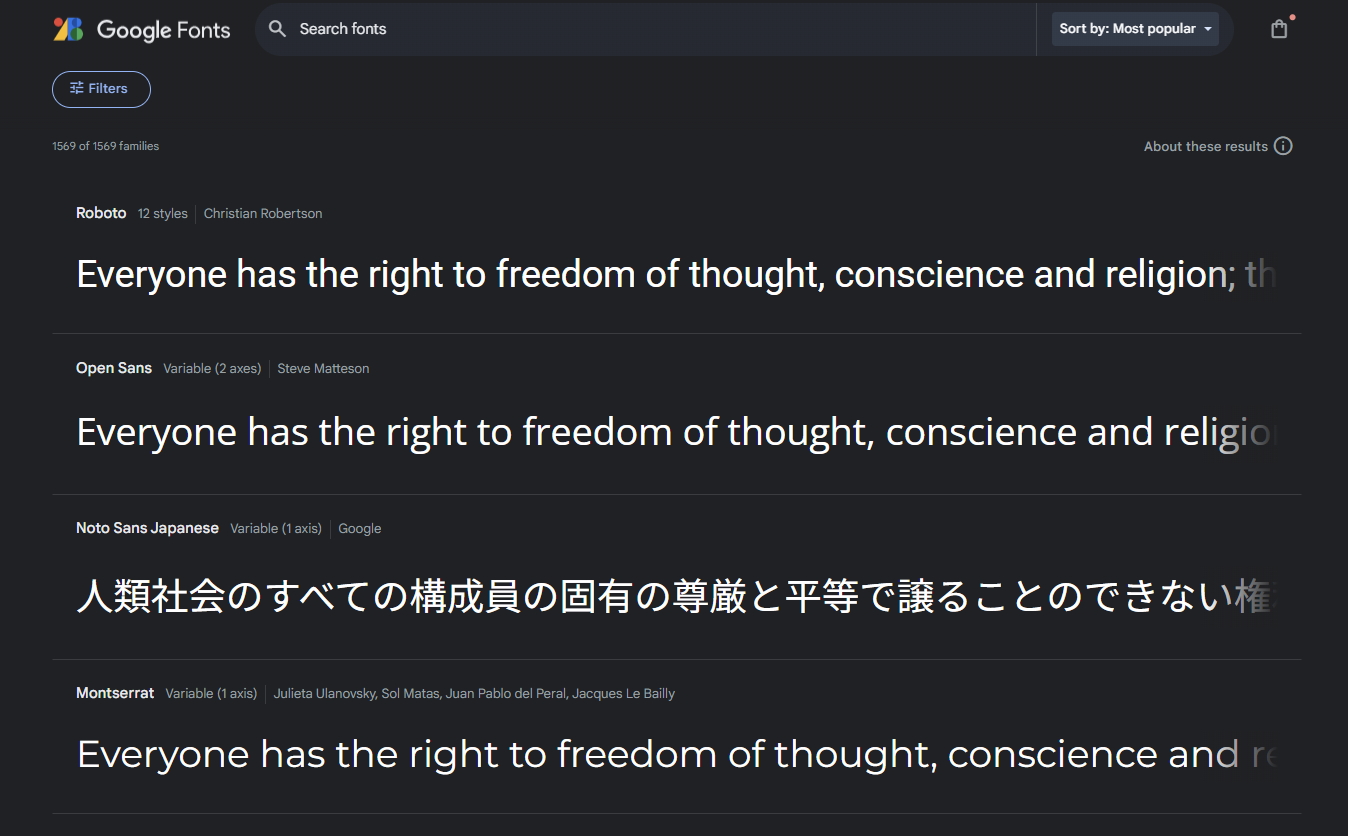 Google Fonts
Search fonts
Sort by: Most popular
Filters
1569 of 1569 families
About these results
Roboto 12 styles Christian Robertson
Everyone has the right to freedom of thought, conscience and religion; th
Open Sans Variable (2 axes) Steve Matteson
Everyone has the right to freedom of thought, conscience and religio
Noto Sans Japanese Variable (1 axis) Google
人類社会のすべての構成員の固有の尊厳と平等で譲ることのできない権
Montserrat Variable (1 axis) Julieta Ulanovsky, Sol Matas, Juan Pablo del Peral, Jacques Le Bailly
Everyone has the right to freedom of thought, conscience and re